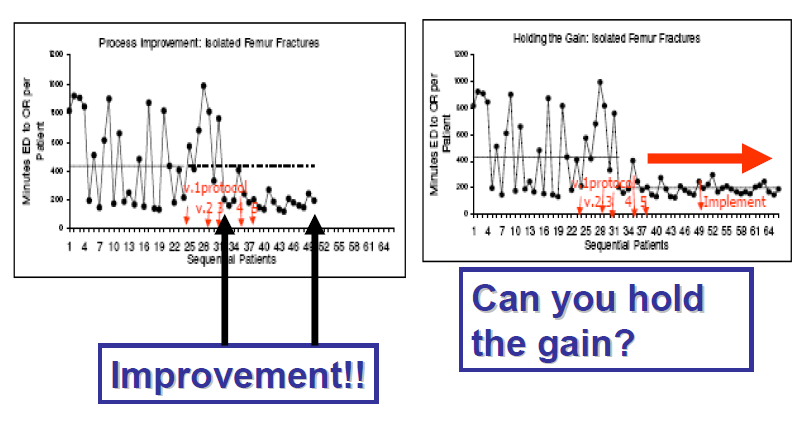 Process Improvement: Isolated Femur Fractures
Minutes ED to OR per
Patient
1200
1000
800
600
400
200
0
v.1protocol
v.2 3 4 5
1 4 7 10 13 16 19 22 25 28 31 34 37 40 43 46 49 52 55 58 61 64
Sequential Patients
Improvement!!
Holding the Gain: Isolated Femur Fractures
Minutes ED to OR per
Patient
1200
1000
800
600
400
200
0
v.1protocol
v.2 3 4 5
Implement
1 4 7 10 13 16 19 22 25 28 31 34 37 40 43 46 49 52 55 58 61 64
Sequential Patients
Can you hold
the gain?